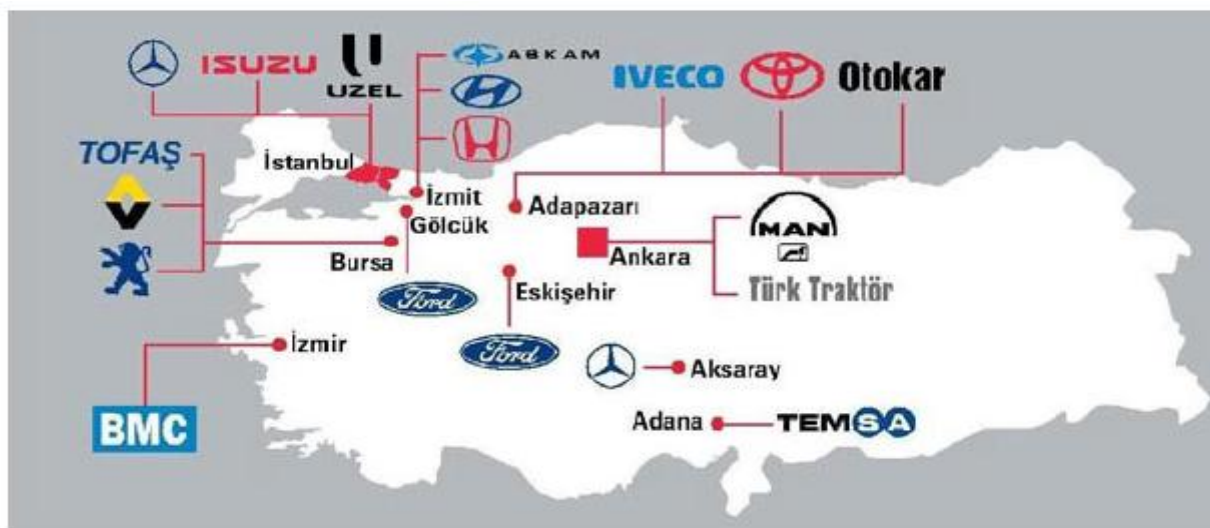 ISUZU
UZEL
ASKAM
IVECO
Otokar
TOFAŞ
İstanbul
İzmit
Gölcük
Adapazarı
MAN
Bursa
Ankara
Ford
Eskişehir
Türk Traktör
İzmir
Ford
Aksaray
BMC
Adana
TEMSA